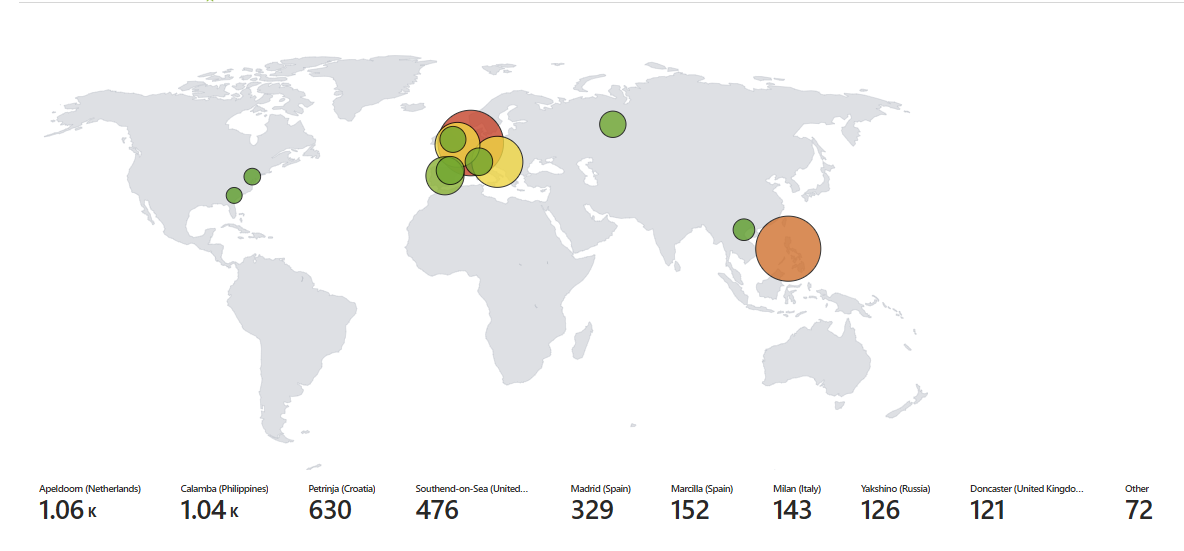 Apeldoorn (Netherlands) Calamba (Philippines) Petrinja (Croatia) Southend-on-Sea (United... Madrid (Spain) Marcilla (Spain) Milan (Italy) Yakshino (Russia) Doncaster (United Kingdo... Other
1.06 K 1.04 K 630 476 329 152 143 126 121 72